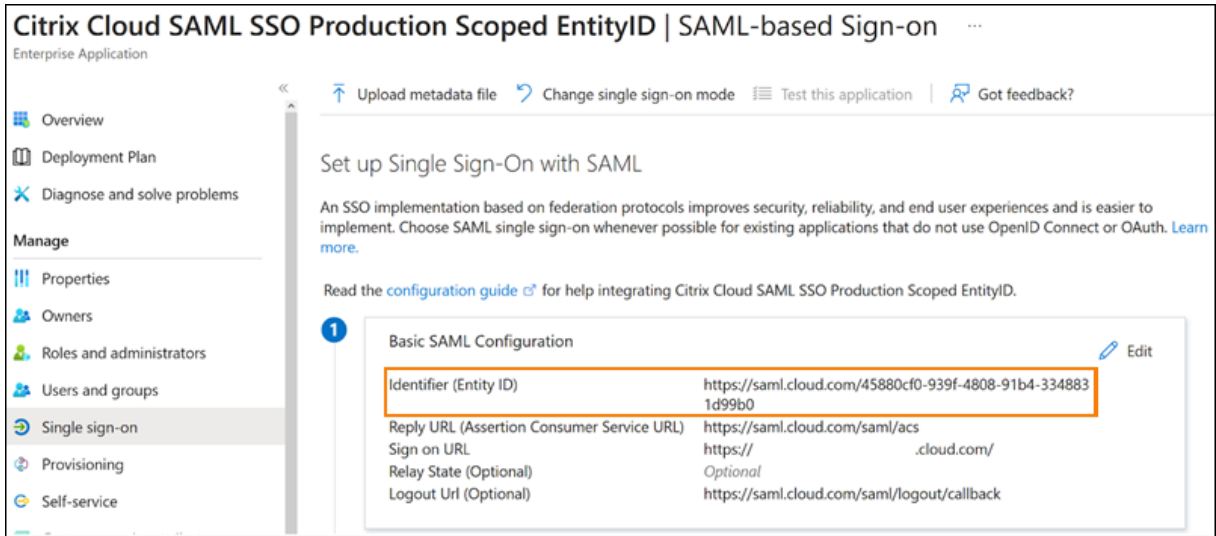 Citrix Cloud SAML SSO Production Scoped EntityID | SAML-based Sign-on ...
Enterprise Application
Overview
Deployment Plan
Diagnose and solve problems
Manage
Properties
Owners
Roles and administrators
Users and groups
Single sign-on
Provisioning
Self-service
Upload metadata file Change single sign-on mode Test this application Got feedback?
Set up Single Sign-On with SAML
An SSO implementation based on federation protocols improves security, reliability, and end user experiences and is easier to
implement. Choose SAML single sign-on whenever possible for existing applications that do not use OpenID Connect or OAuth. Learn
more.
Read the configuration guide for help integrating Citrix Cloud SAML SSO Production Scoped EntityID.
1
Basic SAML Configuration
Edit
Identifier (Entity ID) https://saml.cloud.com/45880cf0-939f-4808-91b4-334883
1d99b0
Reply URL (Assertion Consumer Service URL) https://saml.cloud.com/saml/acs
Sign on URL https:// .cloud.com/
Relay State (Optional) Optional
Logout Url (Optional) https://saml.cloud.com/saml/logout/callback